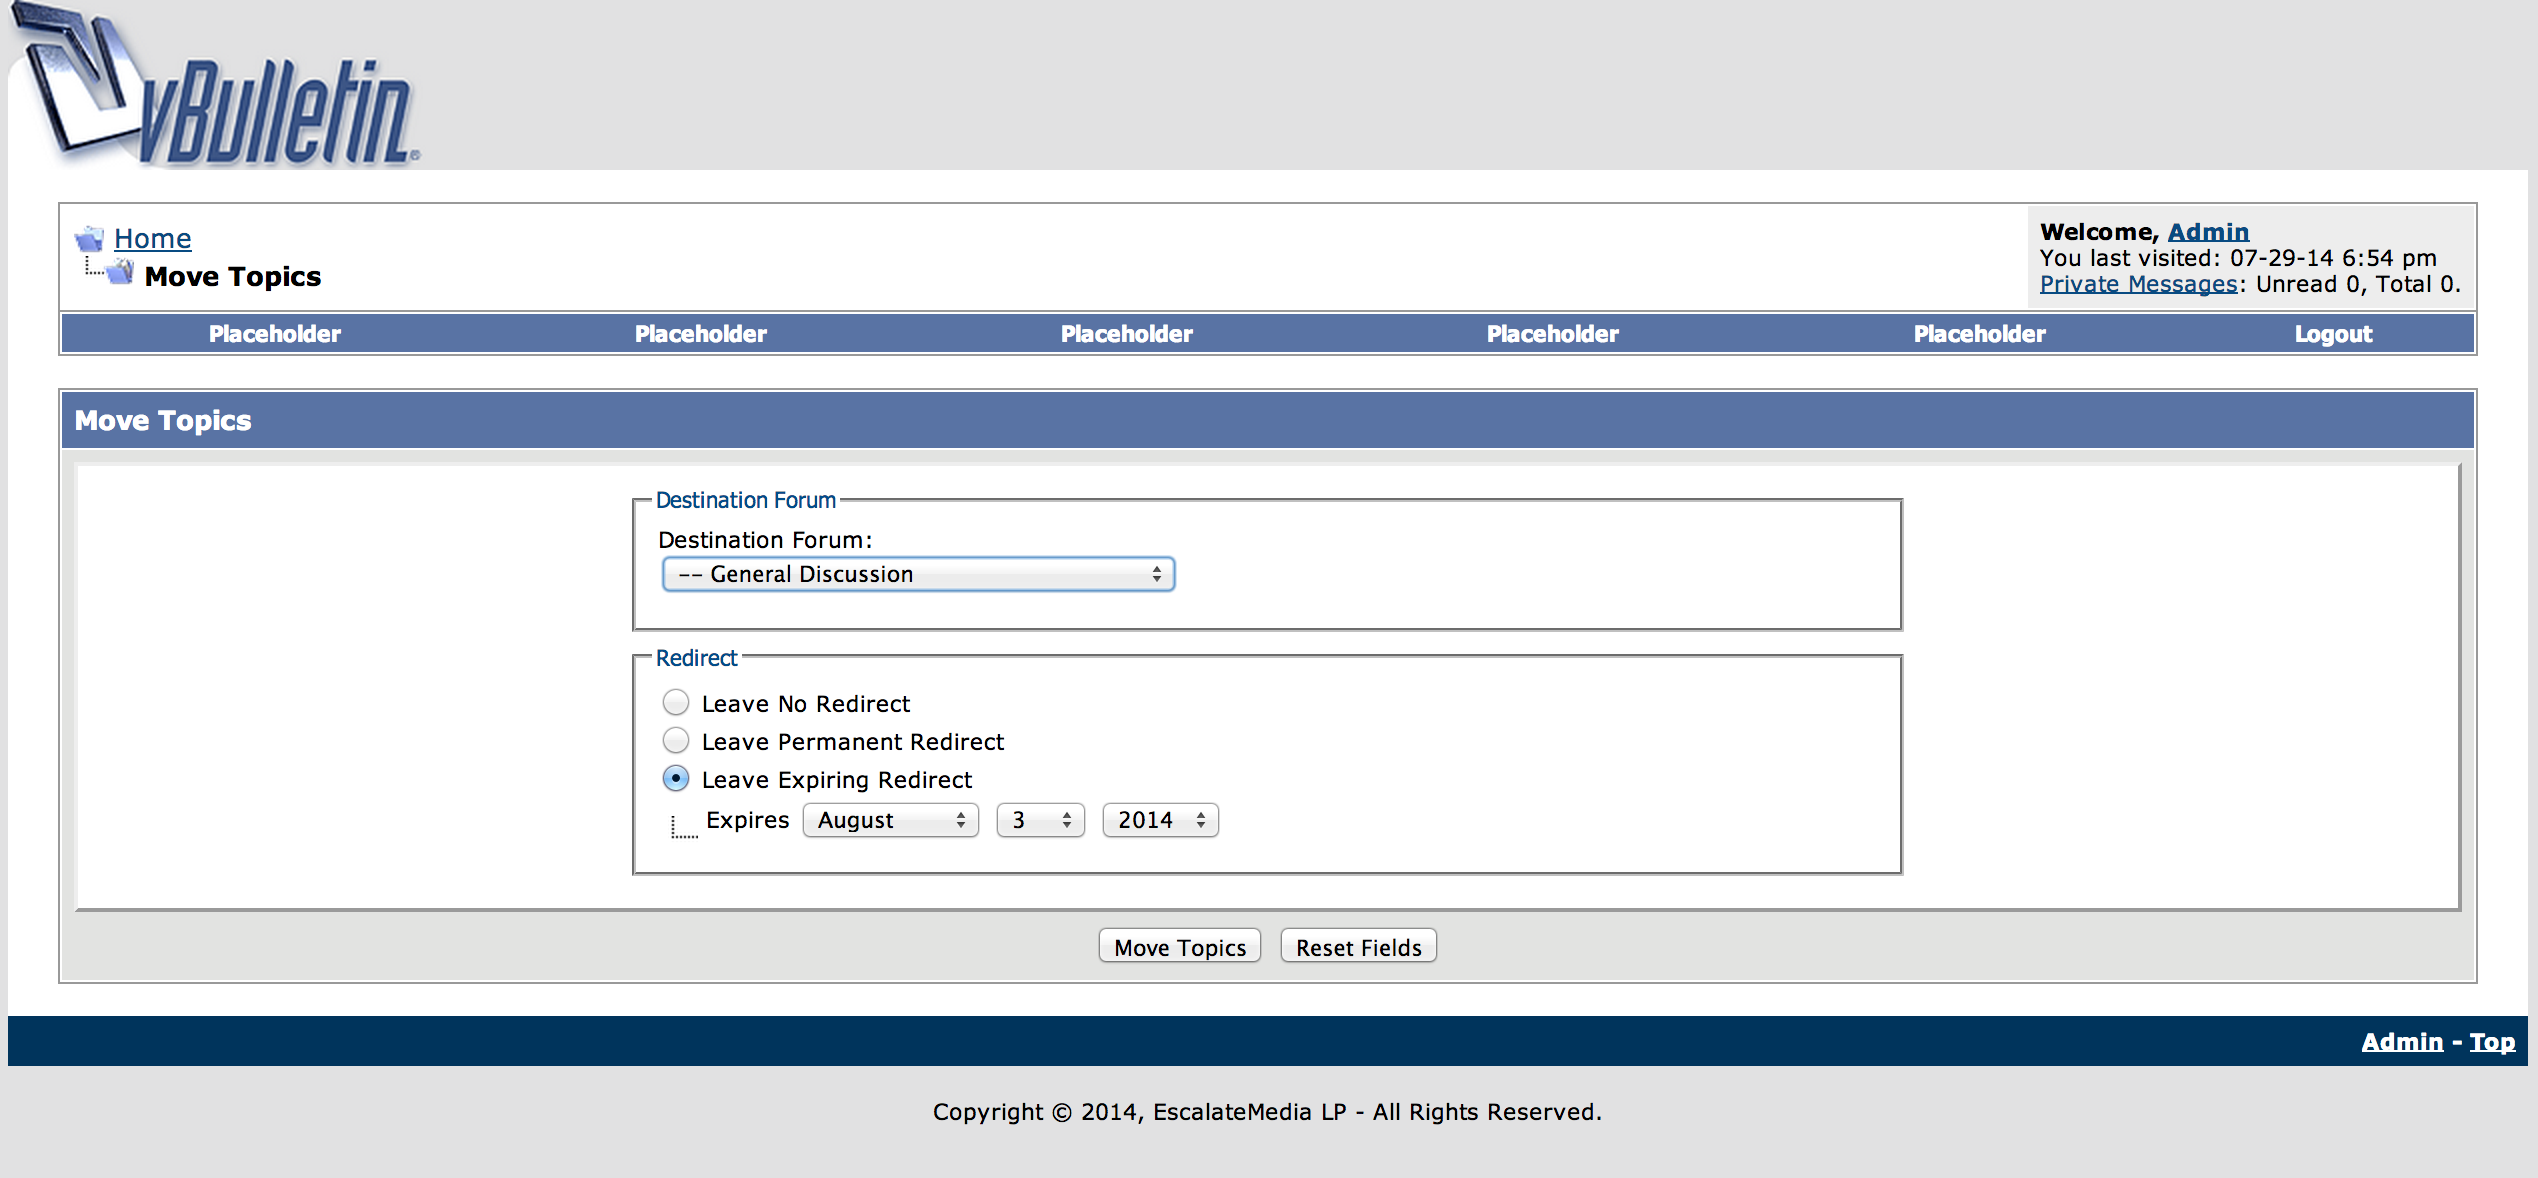 vBulletin®
Home
Move Topics
Welcome, Admin
You last visited: 07-29-14 6:54 pm
Private Messages: Unread 0, Total 0.
Placeholder Placeholder Placeholder Placeholder Placeholder Logout
Move Topics
Destination Forum
Destination Forum:
-- General Discussion
Redirect
Leave No Redirect
Leave Permanent Redirect
Leave Expiring Redirect
Expires August 3 2014
Move Topics Reset Fields
Admin - Top
Copyright © 2014, EscalateMedia LP - All Rights Reserved.